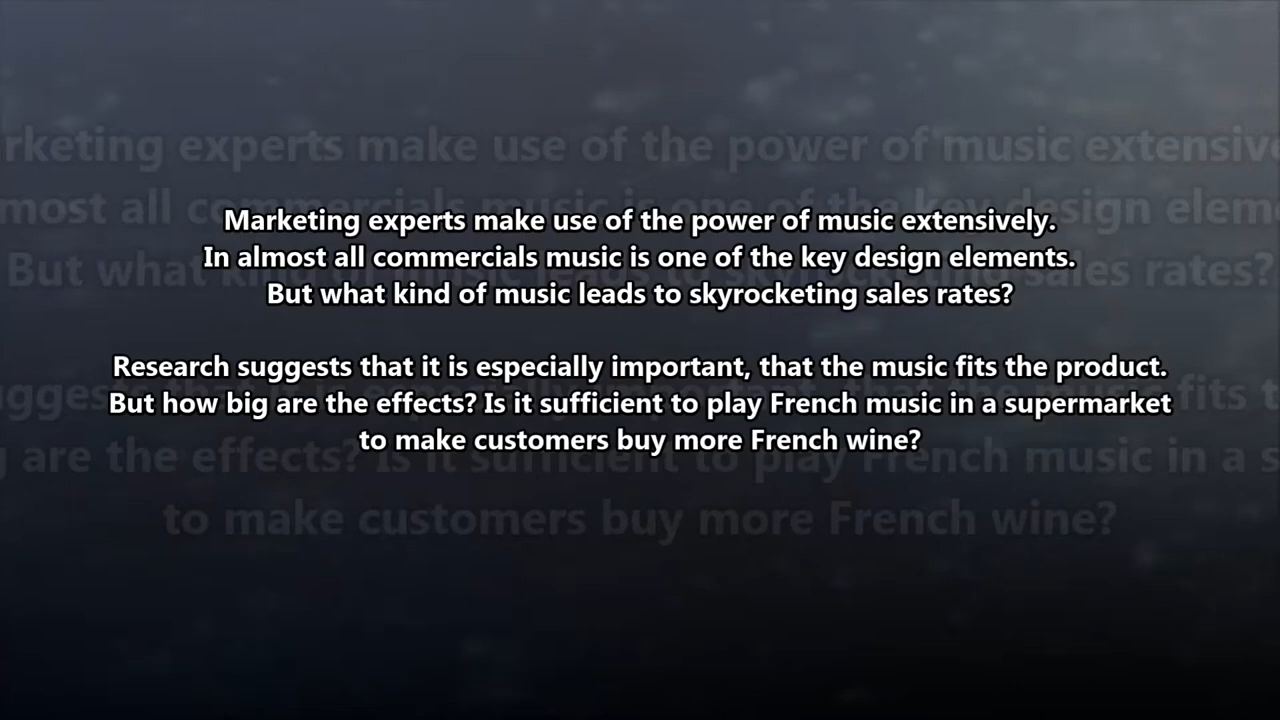 Marketing experts make use of the power of music extensively.
In almost all commercials music is one of the key design elements.
But what kind of music leads to skyrocketing sales rates?
Research suggests that it is especially important, that the music fits the product.
But how big are the effects? Is it sufficient to play French music in a supermarket
to make customers buy more French wine?